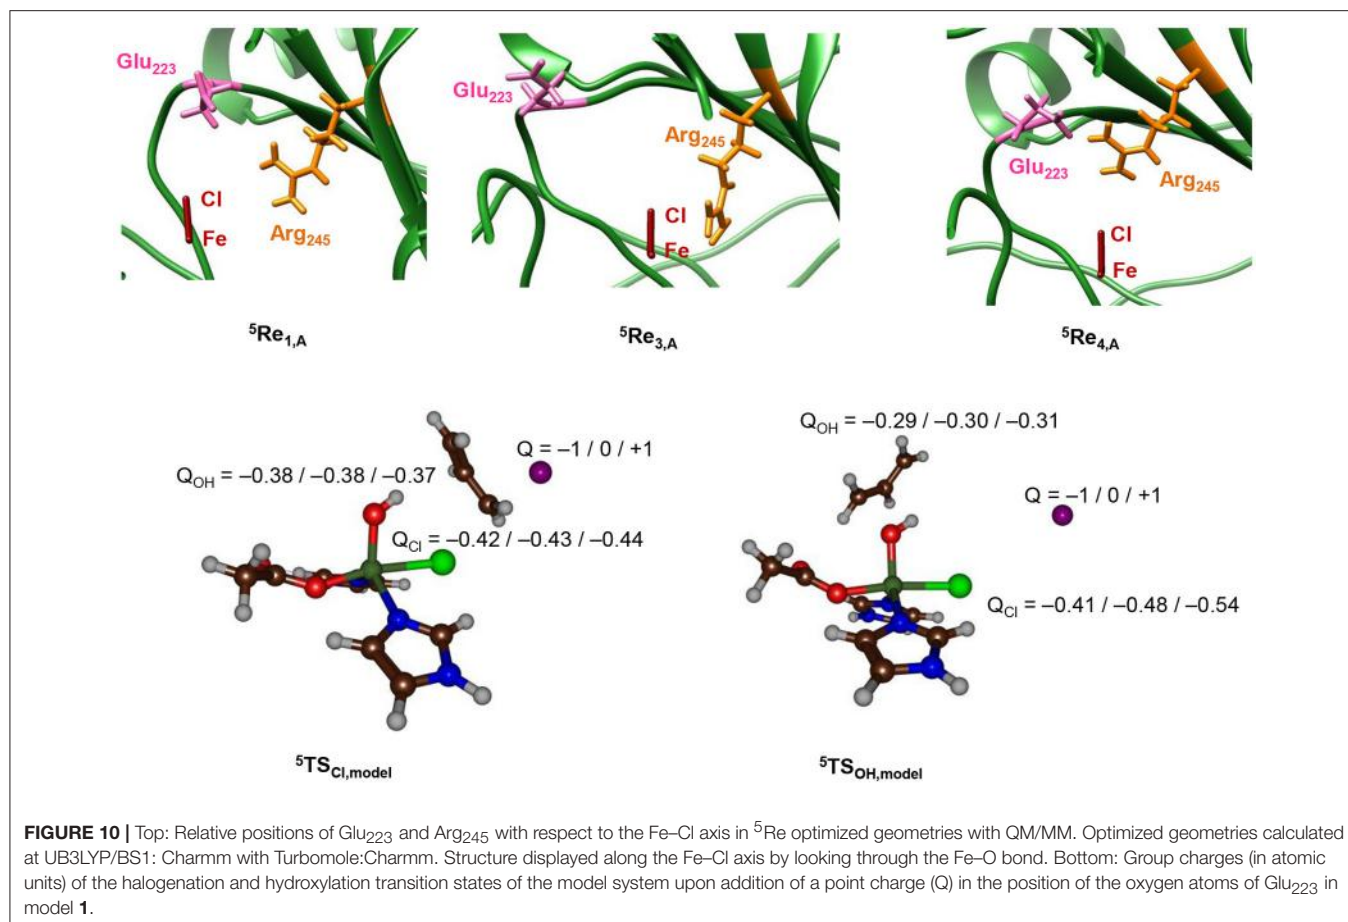 Glu223
Arg245
Cl
Fe
5Re1,A
Glu223
Arg245
Cl
Fe
5Re3,A
Glu223
Arg245
Cl
Fe
5Re4,A
QOH = –0.38 / –0.38 / –0.37
Q = –1 / 0 / +1
QCl = –0.42 / –0.43 / –0.44
5TSCl,model
QOH = –0.29 / –0.30 / –0.31
Q = –1 / 0 / +1
QCl = –0.41 / –0.48 / –0.54
5TSOH,model
FIGURE 10 | Top: Relative positions of Glu223 and Arg245 with respect to the Fe–Cl axis in 5Re optimized geometries with QM/MM. Optimized geometries calculated
at UB3LYP/BS1: Charmm with Turbomole:Charmm. Structure displayed along the Fe–Cl axis by looking through the Fe–O bond. Bottom: Group charges (in atomic
units) of the halogenation and hydroxylation transition states of the model system upon addition of a point charge (Q) in the position of the oxygen atoms of Glu223 in
model 1.